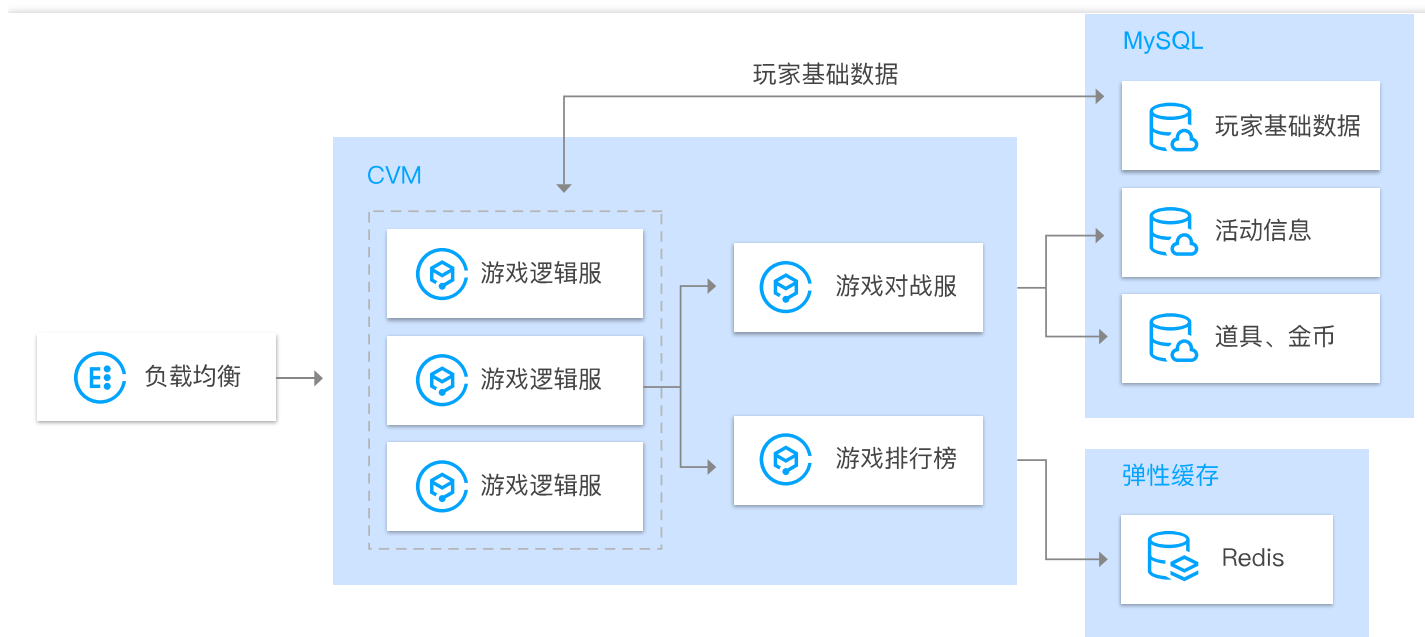 MySQL
玩家基础数据
玩家基础数据
CVM
游戏逻辑服
游戏对战服
活动信息
负载均衡
游戏逻辑服
道具、金币
游戏逻辑服
游戏排行榜
弹性缓存
Redis